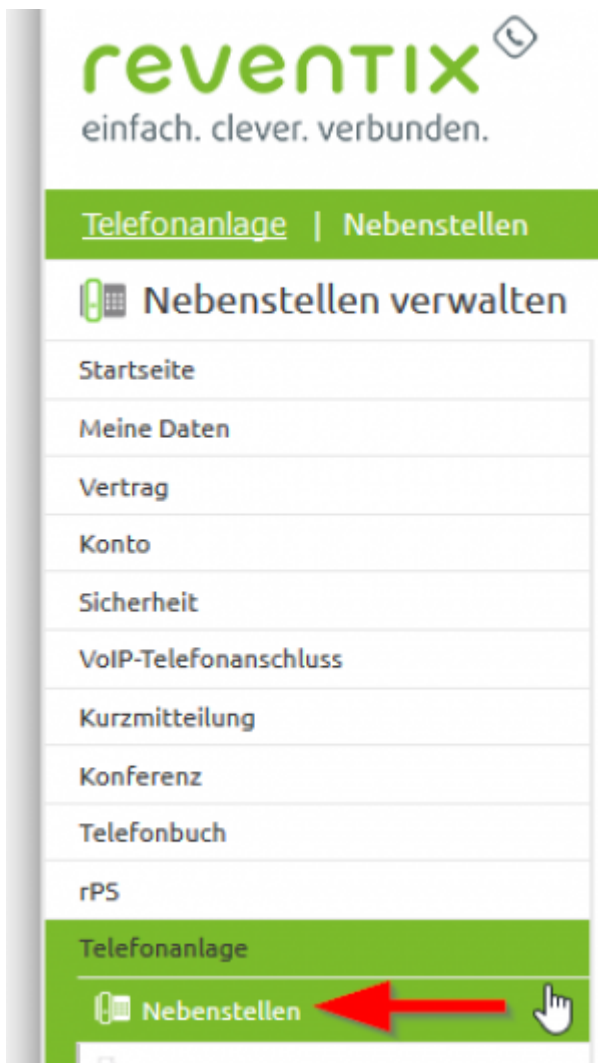 reventix
einfach. clever. verbunden.
Telefonanlage | Nebenstellen
Nebenstellen verwalten
Startseite
Meine Daten
Vertrag
Konto
Sicherheit
VoIP-Telefonanschluss
Kurzmitteilung
Konferenz
Telefonbuch
rPS
Telefonanlage
Nebenstellen